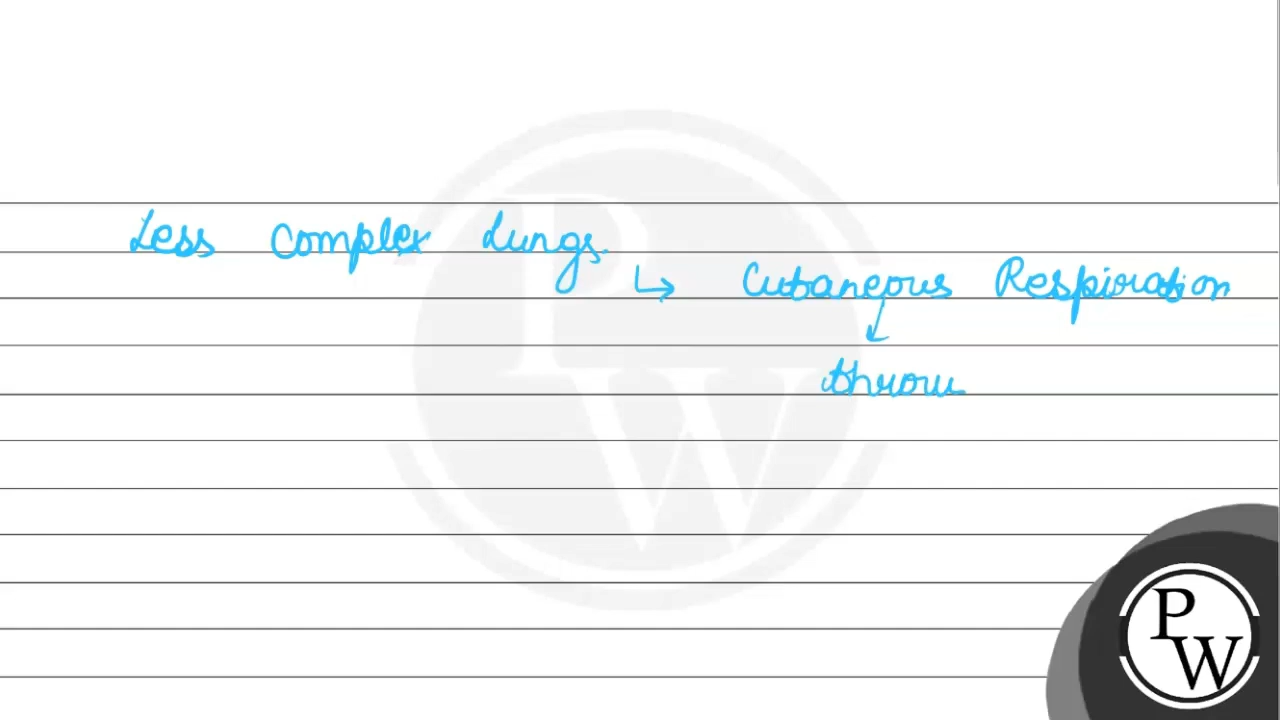 Less Complex Lungs.
↳ Cutaneous Respiration
↓
throu
P
W
P
W